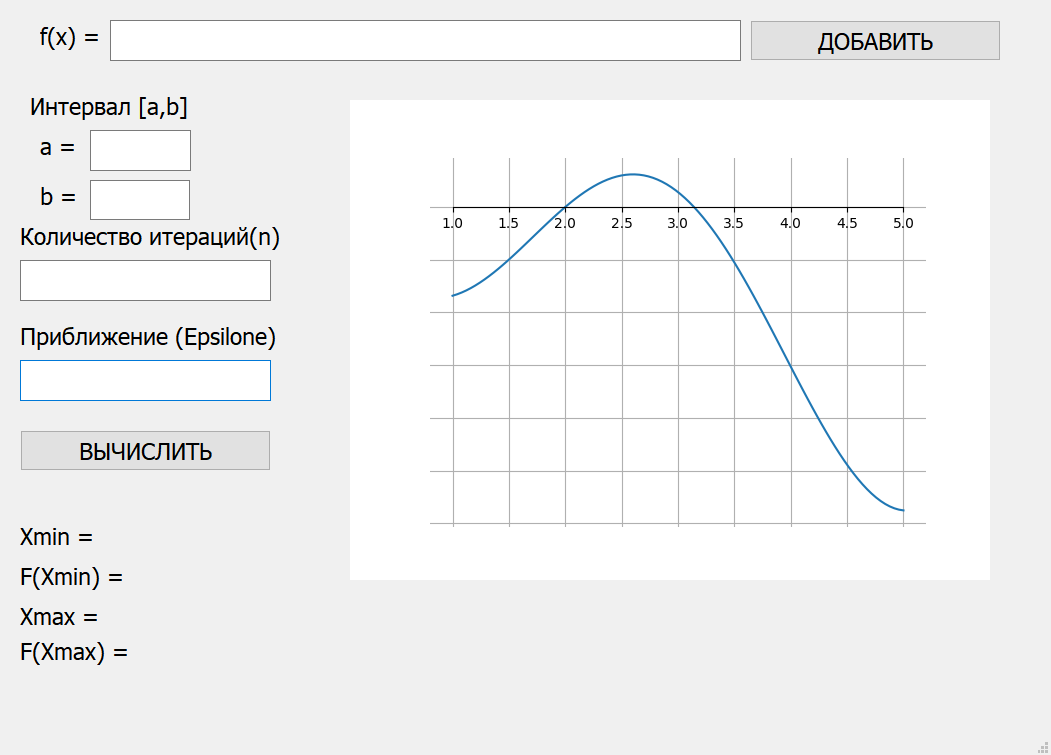 f(x) =
ДОБАВИТЬ
Интервал [a,b]
a =
b =
Количество итераций(n)
Приближение (Epsilone)
ВЫЧИСЛИТЬ
Xmin =
F(Xmin) =
Xmax =
F(Xmax) =
1.0 1.5 2.0 2.5 3.0 3.5 4.0 4.5 5.0